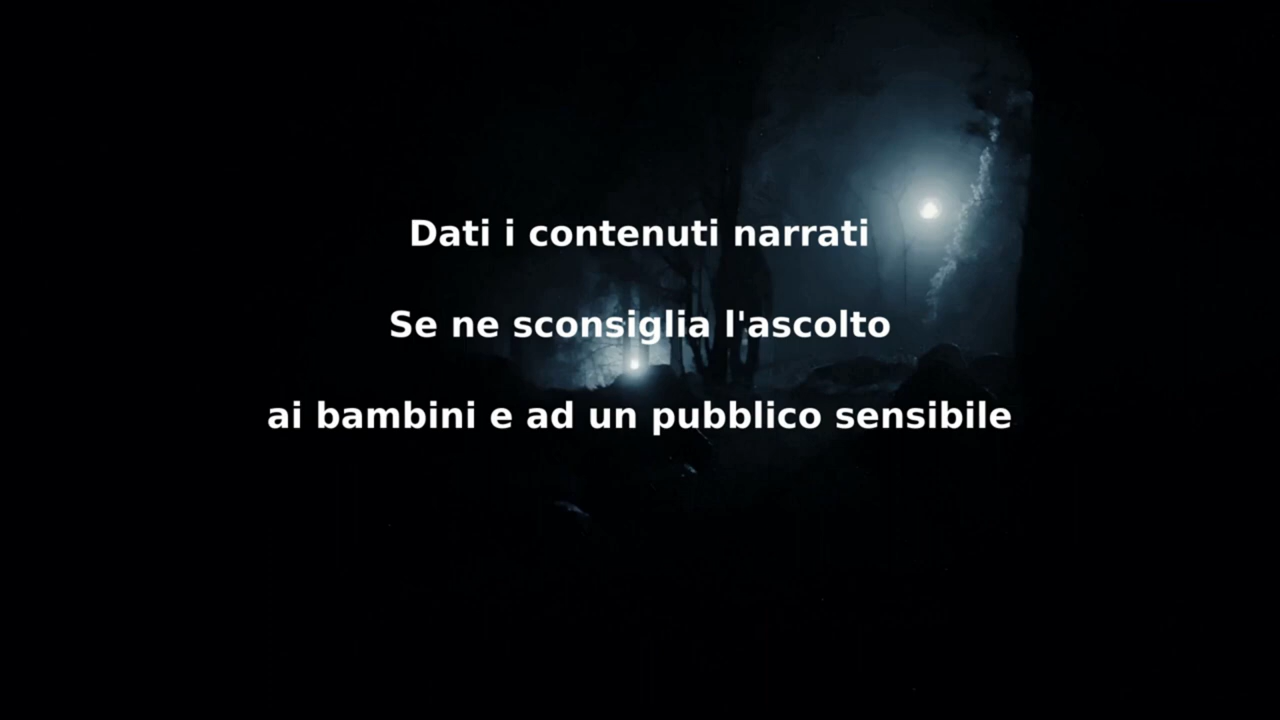 Dati i contenuti narrati
Se ne sconsiglia l'ascolto
ai bambini e ad un pubblico sensibile